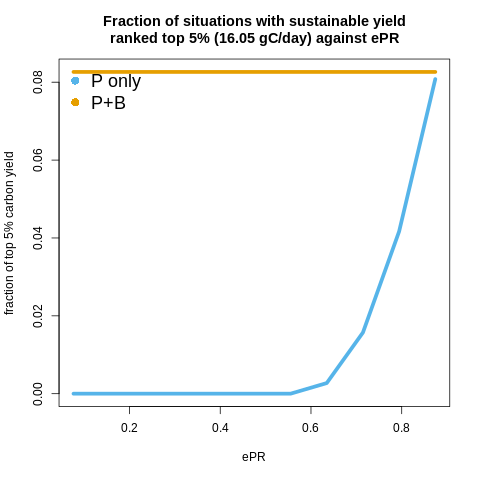 Fraction of situations with sustainable yield
ranked top 5% (16.05 gC/day) against ePR
P only
P+B
fraction of top 5% carbon yield
0.08
0.06
0.04
0.02
0.00
0.2 0.4 0.6 0.8
ePR